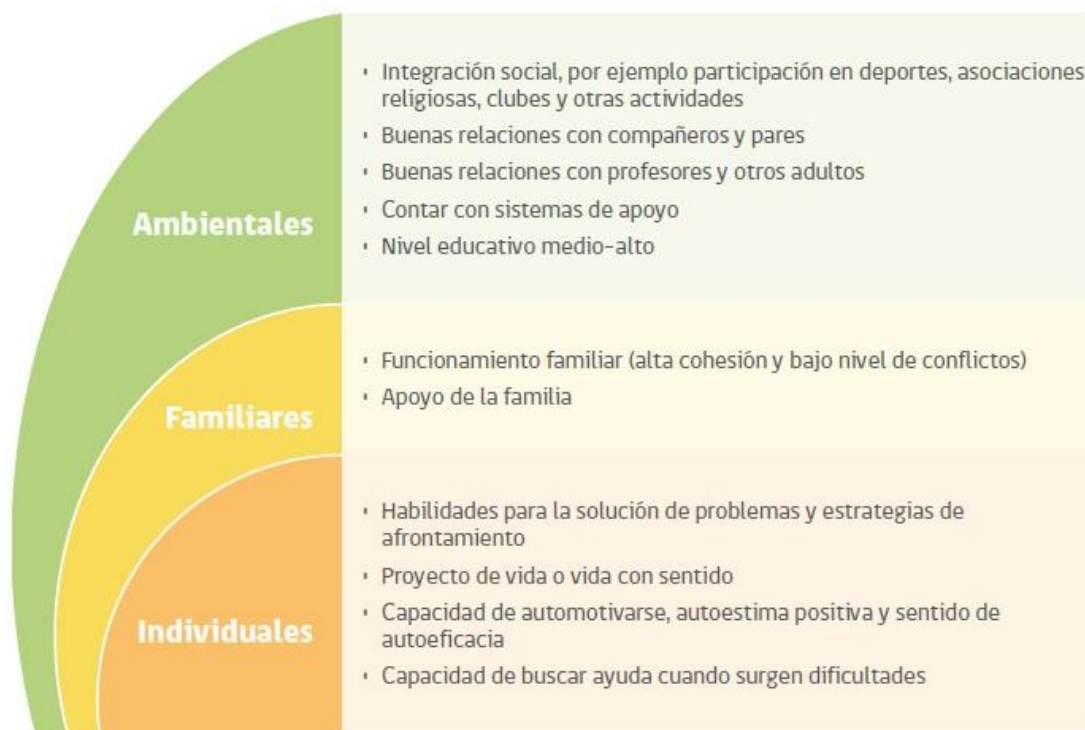 Ambientales
• Integración social, por ejemplo participación en deportes, asociaciones
religiosas, clubes y otras actividades
• Buenas relaciones con compañeros y pares
• Buenas relaciones con profesores y otros adultos
• Contar con sistemas de apoyo
• Nivel educativo medio-alto
Familiares
• Funcionamiento familiar (alta cohesión y bajo nivel de conflictos)
• Apoyo de la familia
Individuales
• Habilidades para la solución de problemas y estrategias de
afrontamiento
• Proyecto de vida o vida con sentido
• Capacidad de automotivarse, autoestima positiva y sentido de
autoeficacia
• Capacidad de buscar ayuda cuando surgen dificultades